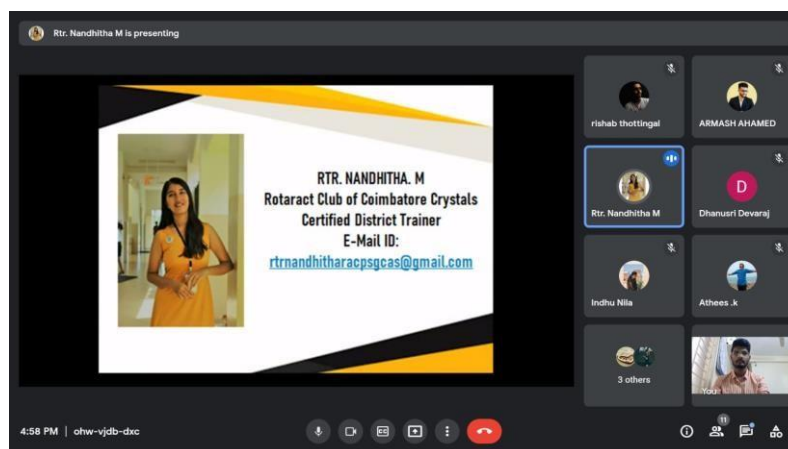 Rtr. Nandhitha M is presenting
RTR. NANDHITHA. M
Rotaract Club of Coimbatore Crystals
Certified District Trainer
E-Mail ID:
rtrnandhitharacpsgcas@gmail.com
rishab thottingal
ARMASH AHAMED
Rtr. Nandhitha M
D
Dhanusri Devaraj
Indhu Nila
Athees .k
3 others
You
4:58 PM | ohw-vjdb-dxc
11